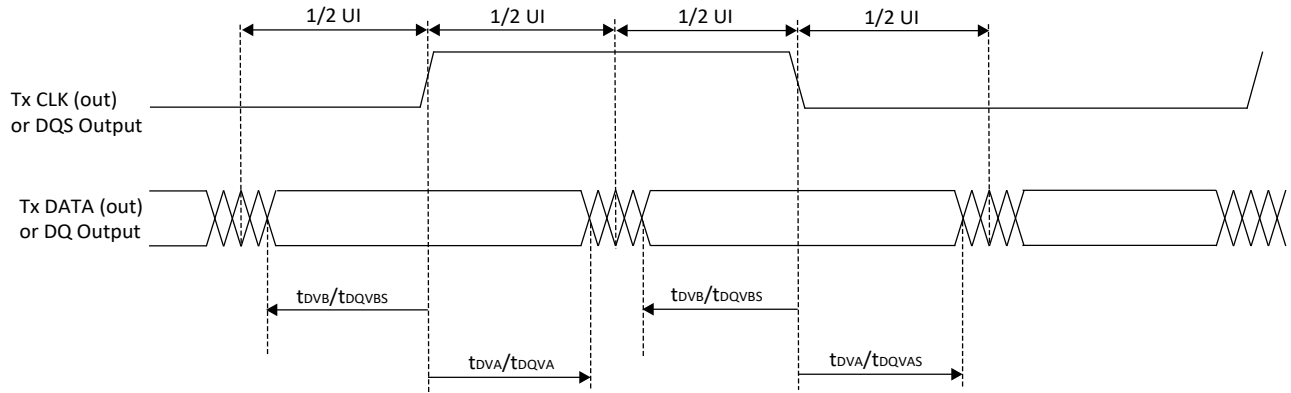 1/2 UI
1/2 UI
1/2 UI
1/2 UI
Tx CLK (out)
or DQS Output
Tx DATA (out)
or DQ Output
tDVB/tDQVBS
tDVB/tDQVBS
tDVA/tDQVA
tDVA/tDQVAS